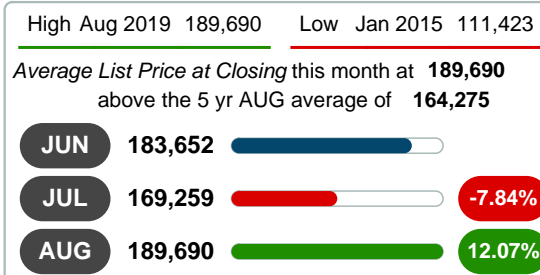 High Aug 2019 189,690 Low Jan 2015 111,423
Average List Price at Closing this month at 189,690
above the 5 yr AUG average of 164,275
JUN 183,652
JUL 169,259 -7.84%
AUG 189,690 12.07%